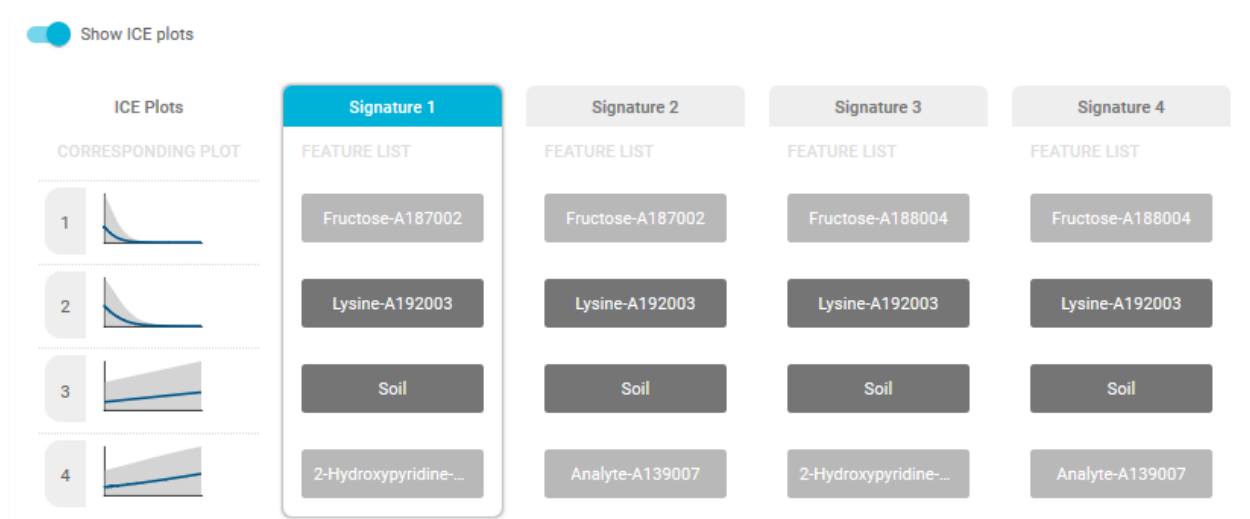 Show ICE plots
ICE Plots Signature 1 Signature 2 Signature 3 Signature 4
CORRESPONDING PLOT FEATURE LIST FEATURE LIST FEATURE LIST FEATURE LIST
1 Fructose-A187002 Fructose-A187002 Fructose-A188004 Fructose-A188004
2 Lysine-A192003 Lysine-A192003 Lysine-A192003 Lysine-A192003
3 Soil Soil Soil Soil
4 2-Hydroxypyridine-... Analyte-A139007 2-Hydroxypyridine-... Analyte-A139007